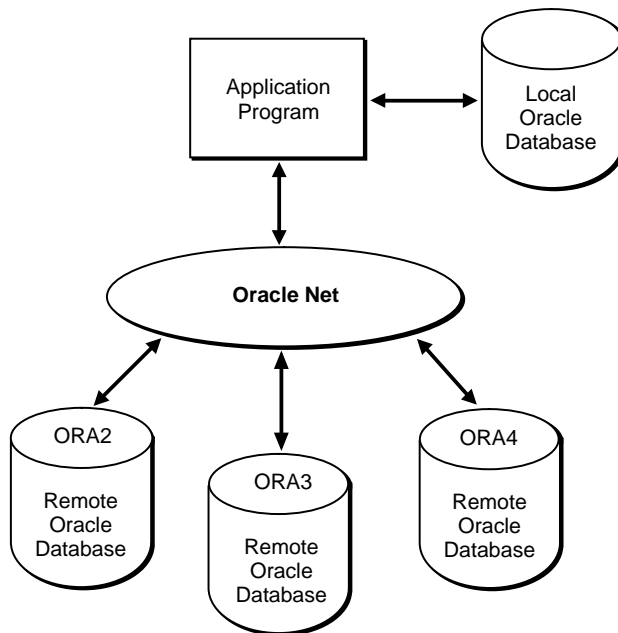 Application
Program
Local
Oracle
Database
Oracle Net
ORA2
Remote
Oracle
Database
ORA3
Remote
Oracle
Database
ORA4
Remote
Oracle
Database